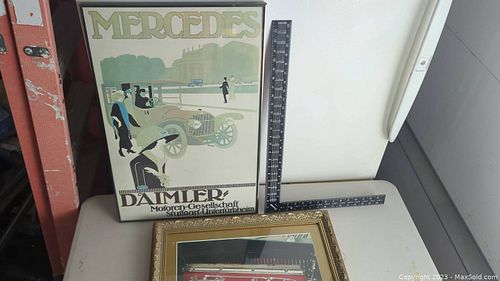 MERCEDES
DAIMLER-
Motoren-Gesellschaft
Stuttgart-Untertürkheim
Copyright 2023 - MaxSold.com